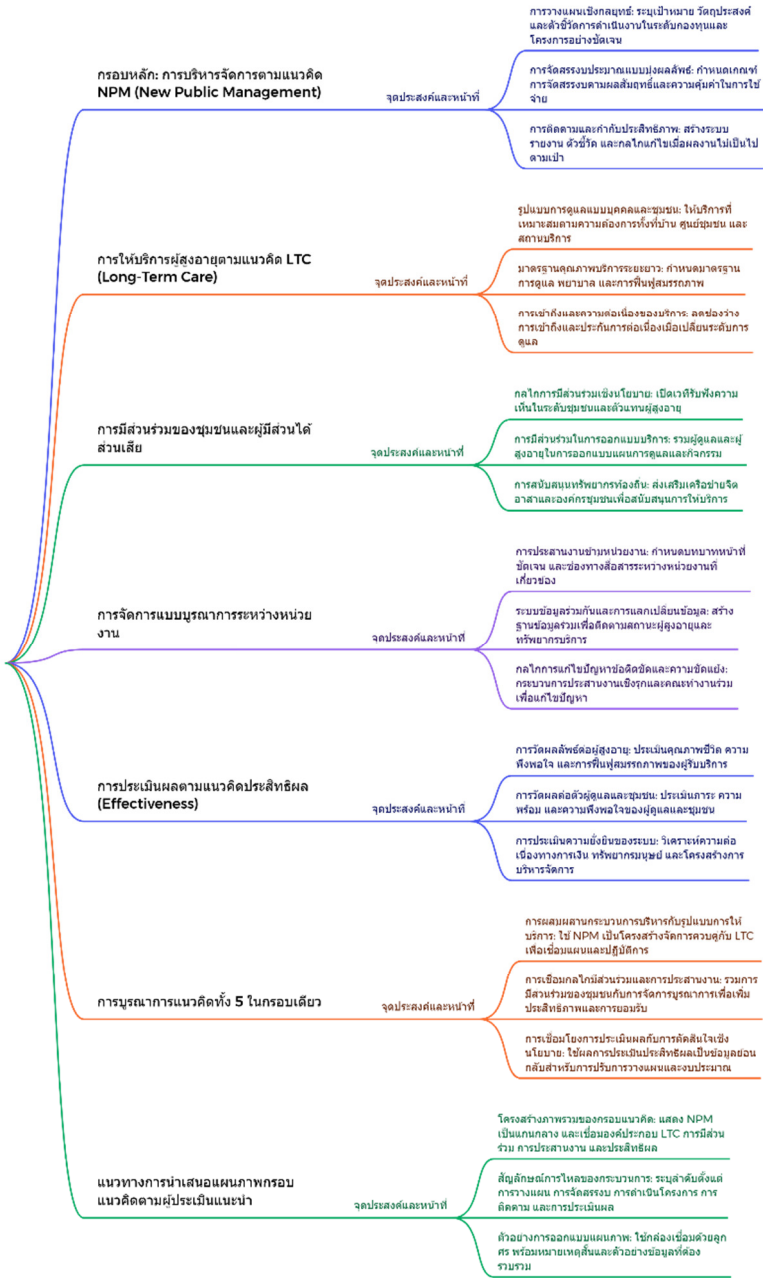 กรอบหลัก: การบริหารจัดการตามแนวคิด
NPM (New Public Management)
จุดประสงค์และหน้าที่
การวางแผนเชิงกลยุทธ์: ระบุเป้าหมาย วัตถุประสงค์
และตัวชี้วัดการดำเนินงานในระดับกองทุนและ
โครงการอย่างชัดเจน
การจัดสรรงบประมาณแบบมุ่งผลลัพธ์: กำหนดเกณฑ์
การจัดสรรงบตามผลสัมฤทธิ์และความคุ้มค่าในการใช้
จ่าย
การติดตามและกำกับประสิทธิภาพ: สร้างระบบ
รายงาน ตัวชี้วัด และกลไกแก้ไขเมื่อผลงานไม่เป็นไป
ตามเป้า
การให้บริการผู้สูงอายุตามแนวคิด LTC
(Long-Term Care)
จุดประสงค์และหน้าที่
รูปแบบการดูแลแบบบุคคลและชุมชน: ให้บริการที่
เหมาะสมตามความต้องการทั้งที่บ้าน ศูนย์ชุมชน และ
สถานบริการ
มาตรฐานคุณภาพบริการระยะยาว: กำหนดมาตรฐาน
การดูแล พยาบาล และการฟื้นฟูสมรรถภาพ
การเข้าถึงและความต่อเนื่องของบริการ: ลดช่องว่าง
การเข้าถึงและประกันการต่อเนื่องเมื่อเปลี่ยนระดับการ
ดูแล
การมีส่วนร่วมของชุมชนและผู้มีส่วนได้
ส่วนเสีย
จุดประสงค์และหน้าที่
กลไกการมีส่วนร่วมเชิงนโยบาย: เปิดเวทีรับฟังความ
เห็นในระดับชุมชนและตัวแทนผู้สูงอายุ
การมีส่วนร่วมในการออกแบบบริการ: รวมผู้ดูแลและผู้
สูงอายุในการออกแบบแผนการดูแลและกิจกรรม
การสนับสนุนทรัพยากรท้องถิ่น: ส่งเสริมเครือข่ายจิต
อาสาและองค์กรชุมชนเพื่อสนับสนุนการให้บริการ
การจัดการแบบบูรณาการระหว่างหน่วย
งาน
จุดประสงค์และหน้าที่
การประสานงานข้ามหน่วยงาน: กำหนดบทบาทหน้าที่
ชัดเจน และช่องทางสื่อสารระหว่างหน่วยงานที่
เกี่ยวข้อง
ระบบข้อมูลร่วมกันและการแลกเปลี่ยนข้อมูล: สร้าง
ฐานข้อมูลร่วมเพื่อติดตามสถานะผู้สูงอายุและ
ทรัพยากรบริการ
กลไกการแก้ไขปัญหาข้อติดขัดและความขัดแย้ง:
กระบวนการประสานงานเชิงรุกและคณะทำงานร่วม
เพื่อแก้ไขปัญหา
การประเมินผลตามแนวคิดประสิทธิผล
(Effectiveness)
จุดประสงค์และหน้าที่
การวัดผลลัพธ์ต่อผู้สูงอายุ: ประเมินคุณภาพชีวิต ความ
พึงพอใจ และการฟื้นฟูสมรรถภาพของผู้รับบริการ
การวัดผลต่อตัวผู้ดูแลและชุมชน: ประเมินภาระ ความ
พร้อม และความพึงพอใจของผู้ดูแลและชุมชน
การประเมินความยั่งยืนของระบบ: วิเคราะห์ความต่อ
เนื่องทางการเงิน ทรัพยากรมนุษย์ และโครงสร้างการ
บริหารจัดการ
การบูรณาการแนวคิดทั้ง 5 ในกรอบเดียว
จุดประสงค์และหน้าที่
การผสมผสานกระบวนการบริหารกับรูปแบบการให้
บริการ: ใช้ NPM เป็นโครงสร้างจัดการควบคู่กับ LTC
เพื่อเชื่อมแผนและปฏิบัติการ
การเชื่อมกลไกมีส่วนร่วมและการประสานงาน: รวมการ
มีส่วนร่วมของชุมชนกับการจัดการบูรณาการเพื่อเพิ่ม
ประสิทธิภาพและการยอมรับ
การเชื่อมโยงการประเมินผลกับการตัดสินใจเชิง
นโยบาย: ใช้ผลการประเมินประสิทธิผลเป็นข้อมูลย้อน
กลับสำหรับการปรับการวางแผนและงบประมาณ
แนวทางการนำเสนอแผนภาพกรอบ
แนวคิดตามผู้ประเมินแนะนำ
จุดประสงค์และหน้าที่
โครงสร้างภาพรวมของกรอบแนวคิด: แสดง NPM
เป็นแกนกลาง และเชื่อมองค์ประกอบ LTC การมีส่วน
ร่วม การประสานงาน และประสิทธิผล
สัญลักษณ์การไหลของกระบวนการ: ระบุลำดับตั้งแต่
การวางแผน การจัดสรรงบ การดำเนินโครงการ การ
ติดตาม และการประเมินผล
ตัวอย่างการออกแบบแผนภาพ: ใช้กล่องเชื่อมด้วยลูก
ศร พร้อมหมายเหตุสั้นและตัวอย่างข้อมูลที่ต้อง
รวบรวม